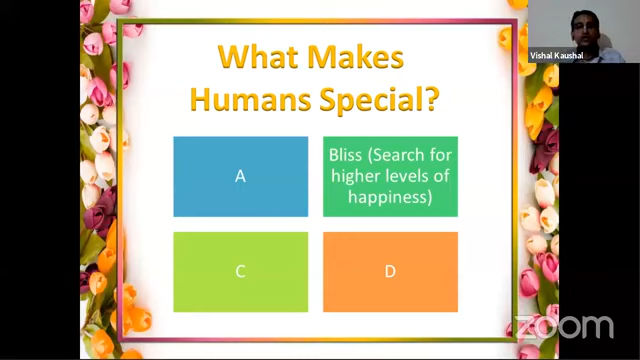 What Makes
Humans Special?
A
Bliss (Search for
higher levels of
happiness)
C
D
Vishal Kaushal
zoom